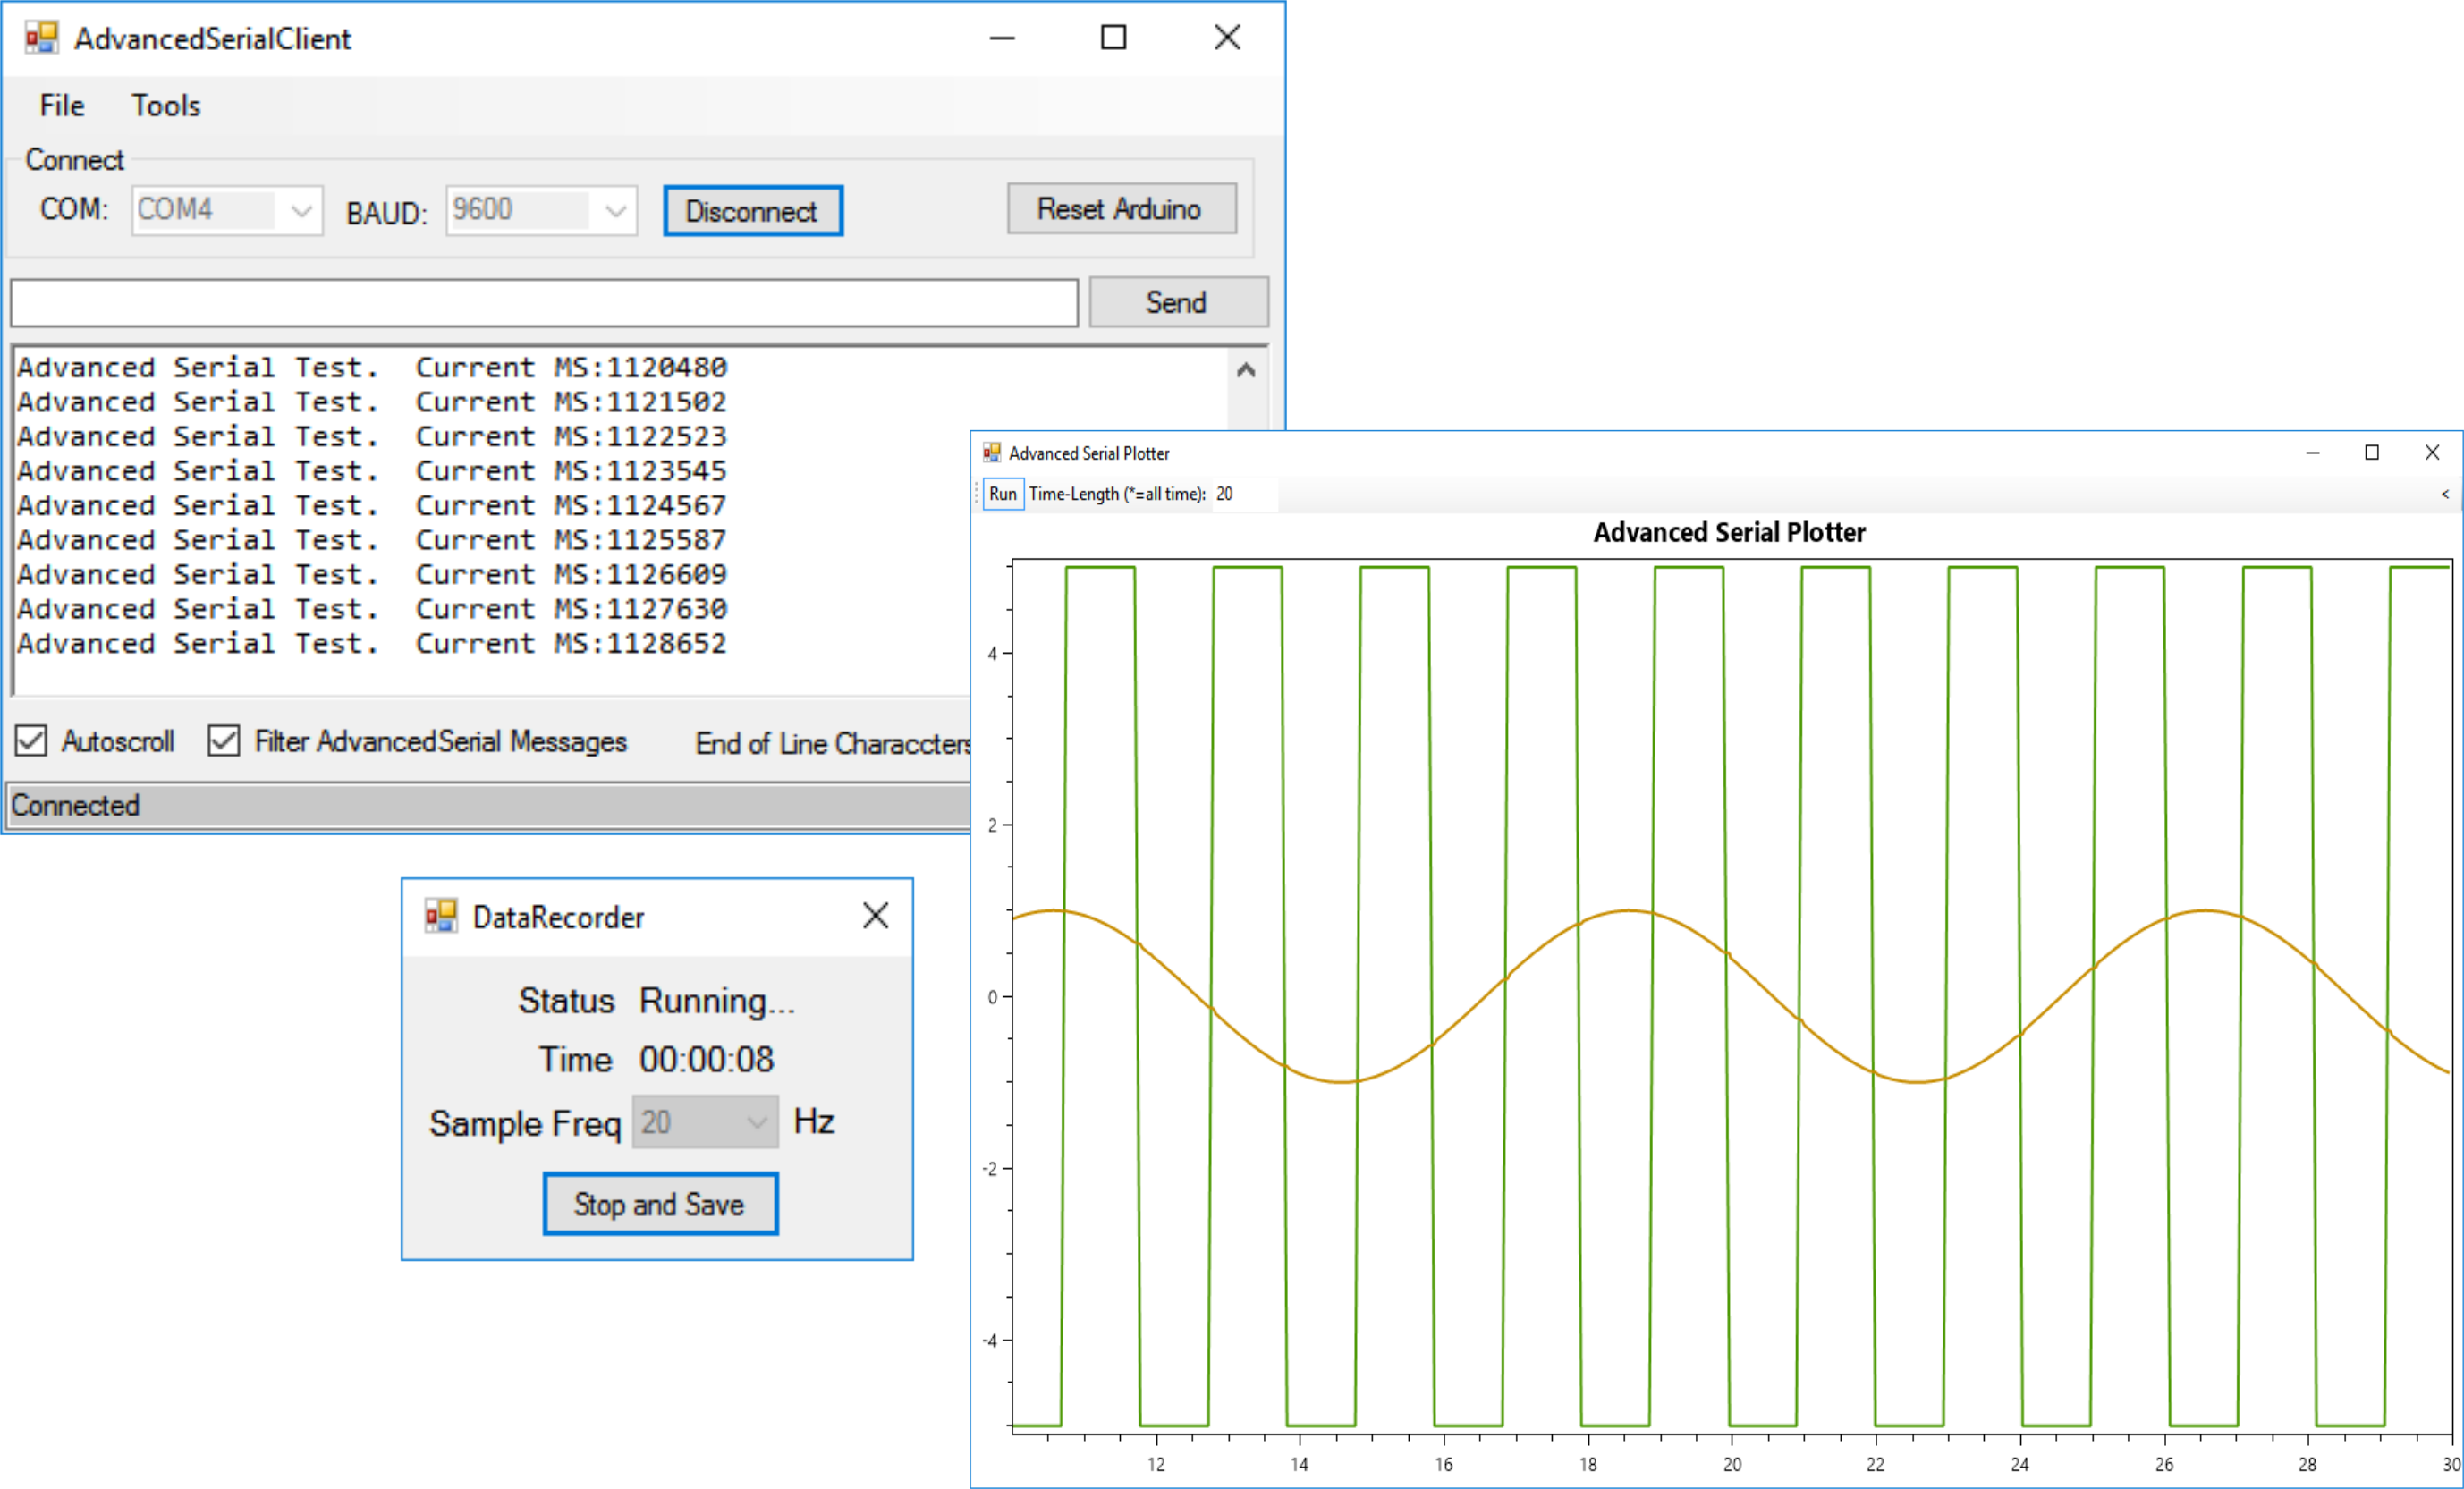 AdvancedSerialClient
File Tools
Connect
COM: COM4 BAUD: 9600 Disconnect Reset Arduino
Send
Advanced Serial Test. Current MS:1120480
Advanced Serial Test. Current MS:1121502
Advanced Serial Test. Current MS:1122523
Advanced Serial Test. Current MS:1123545
Advanced Serial Test. Current MS:1124567
Advanced Serial Test. Current MS:1125587
Advanced Serial Test. Current MS:1126609
Advanced Serial Test. Current MS:1127630
Advanced Serial Test. Current MS:1128652
Autoscroll Filter AdvancedSerial Messages End of Line Characcters
Connected
DataRecorder
Status Running...
Time 00:00:08
Sample Freq 20 Hz
Stop and Save
Advanced Serial Plotter
Run Time-Length (*=all time): 20 <
Advanced Serial Plotter
4
2
0
-2
-4
12 14 16 18 20 22 24 26 28 30